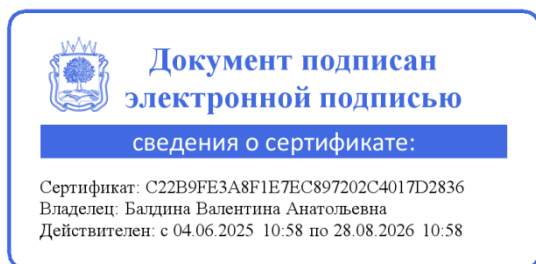 Документ подписан
электронной подписью
сведения о сертификате:
Сертификат: C22B9FE3A8F1E7EC897202C4017D2836
Владелец: Балдина Валентина Анатольевна
Действителен: с 04.06.2025 10:58 по 28.08.2026 10:58